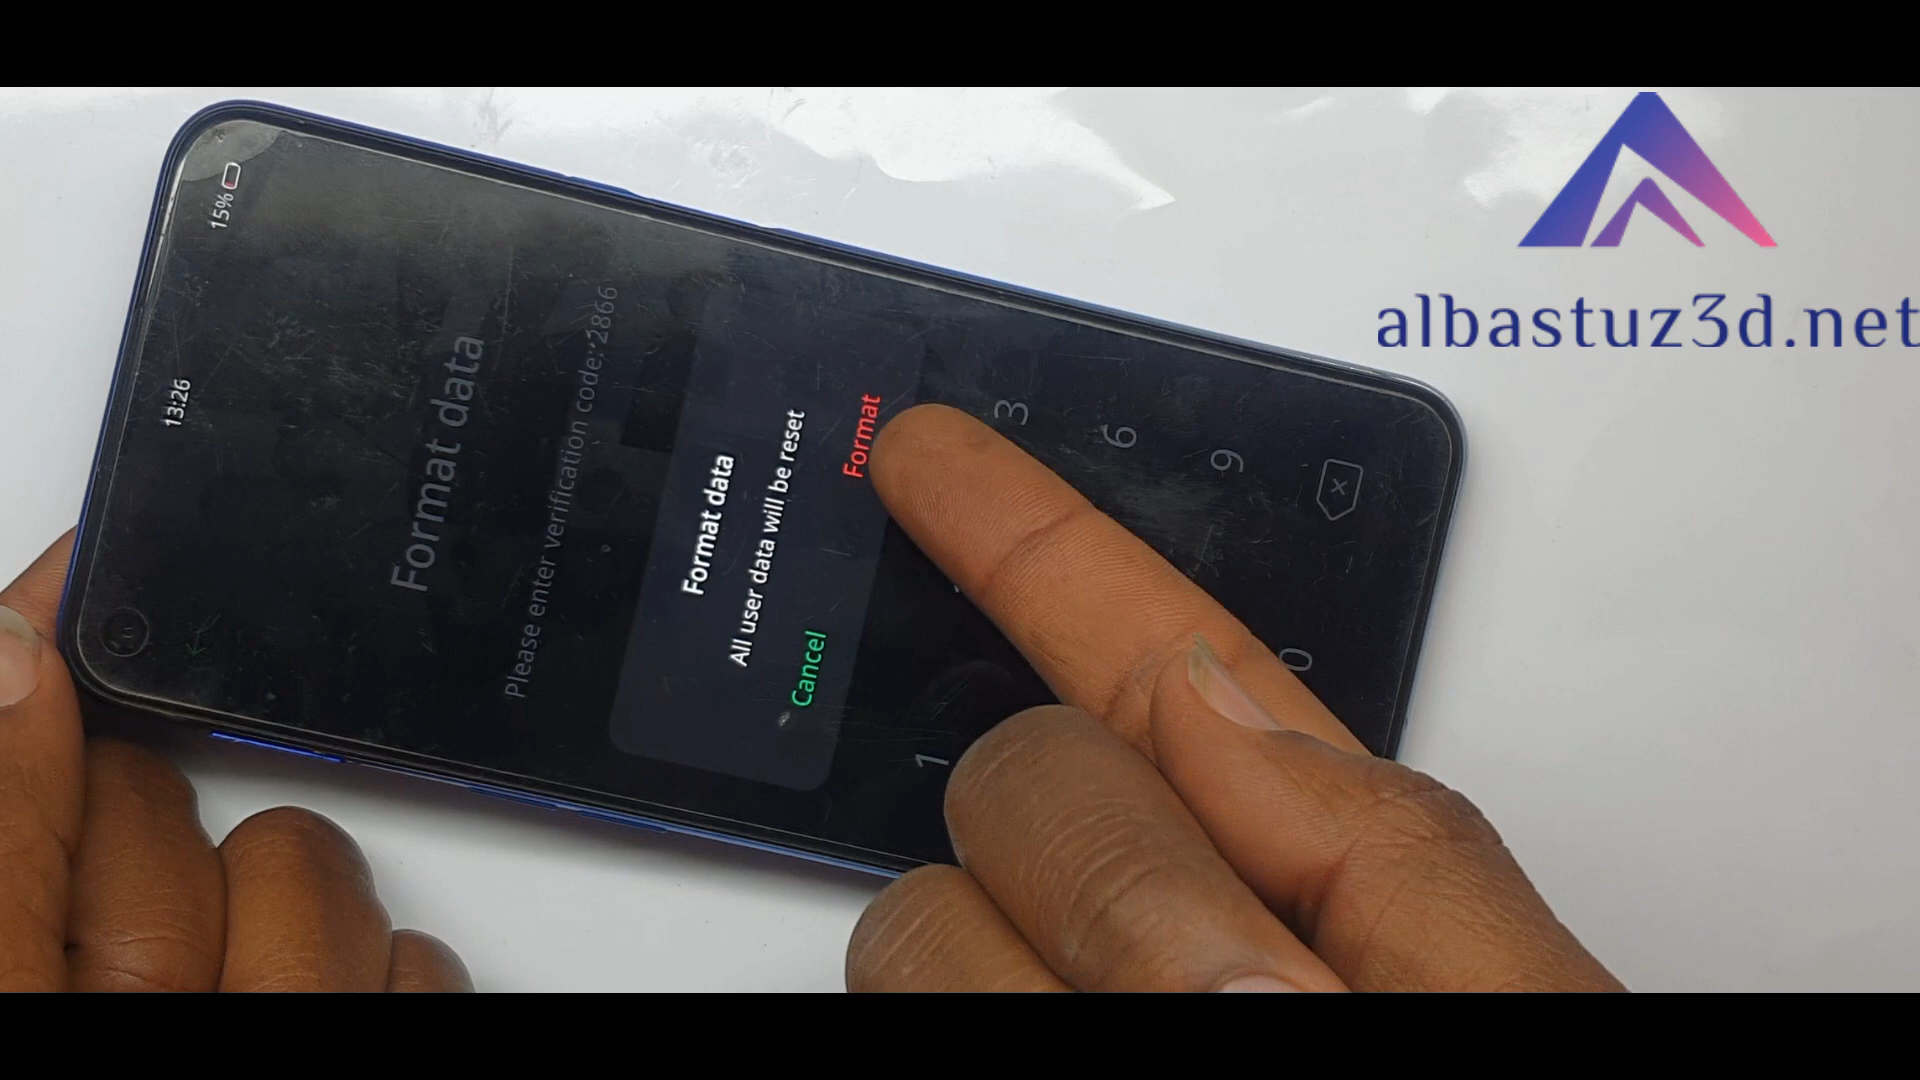 13:26
15%
Format data
Please enter verification code:2866
Format data
All user data will be reset
Cancel Format
1
3
6
9
0
albastuz3d.net